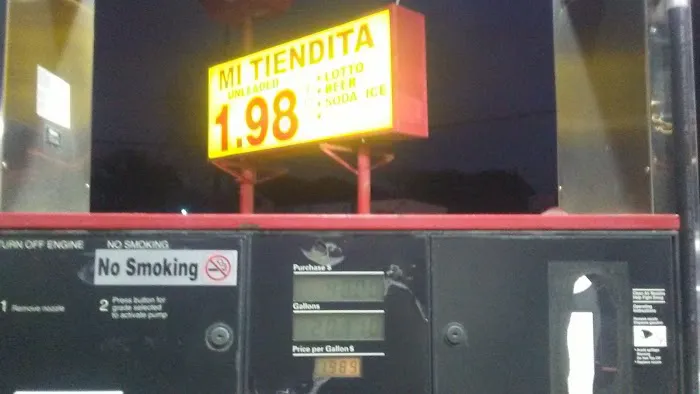 MI TIENDITA
UNLEADED
1.98
• LOTTO
• BEER
• SODA ICE
TURN OFF ENGINE
NO SMOKING
No Smoking
1 Remove nozzle
2 Press button for
grade selected
to activate pump
Purchase $
Gallons
Price per Gallon $
1989